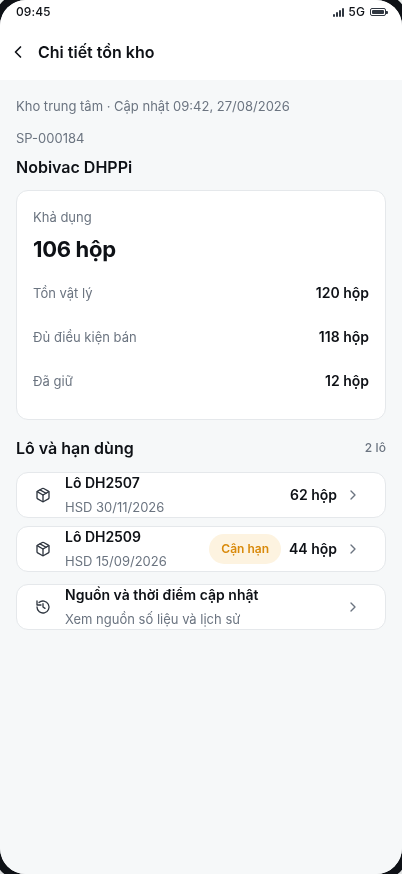 09:45
5G
Chi tiết tồn kho
Kho trung tâm · Cập nhật 09:42, 27/08/2026
SP-000184
Nobivac DHPPi
Khả dụng
106 hộp
Tồn vật lý 120 hộp
Đủ điều kiện bán 118 hộp
Đã giữ 12 hộp
Lô và hạn dùng 2 lô
Lô DH2507
HSD 30/11/2026
62 hộp
Lô DH2509
HSD 15/09/2026
Cận hạn
44 hộp
Nguồn và thời điểm cập nhật
Xem nguồn số liệu và lịch sử